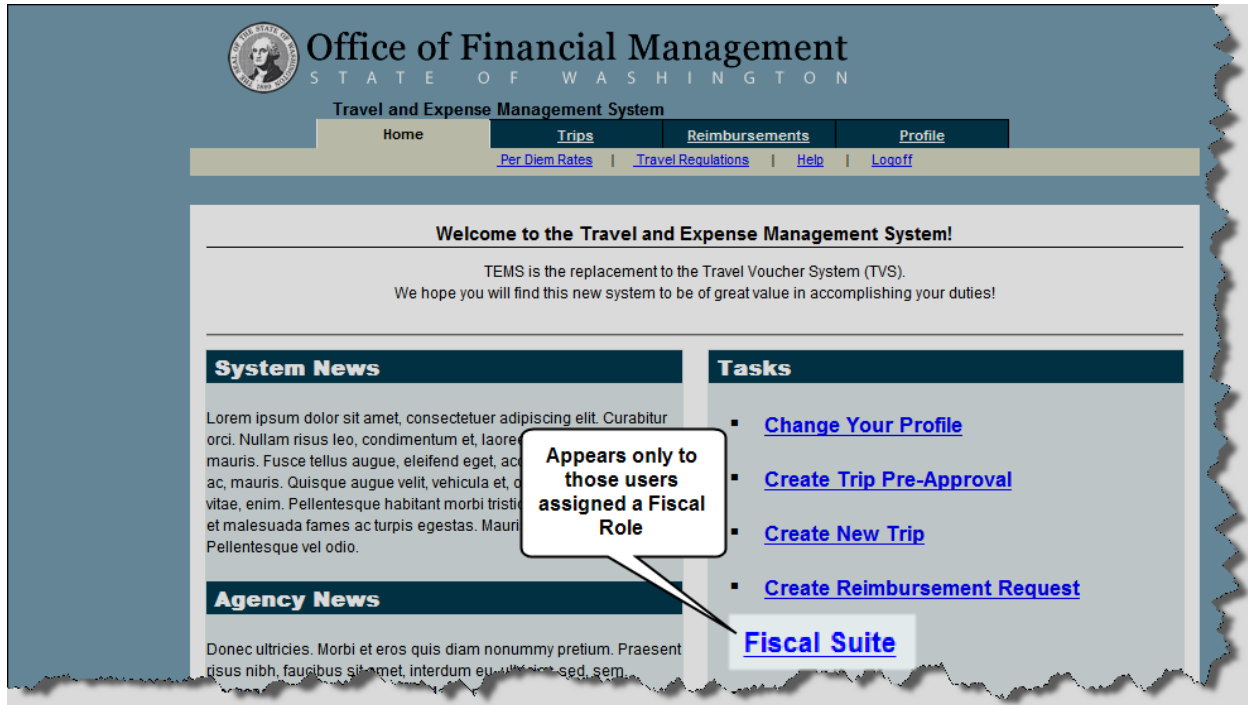 Office of Financial Management
STATE OF WASHINGTON
Travel and Expense Management System
Home Trips Reimbursements Profile
Per Diem Rates | Travel Regulations | Help | Logoff
Welcome to the Travel and Expense Management System!
TEMS is the replacement to the Travel Voucher System (TVS).
We hope you will find this new system to be of great value in accomplishing your duties!
System News
Lorem ipsum dolor sit amet, consectetuer adipiscing elit. Curabitur
orci. Nullam risus leo, condimentum et,
mauris. Fusce tellus augue, eleifend eget,
ac, mauris. Quisque augue velit, vehicula et,
vitae, enim. Pellentesque habitant morbi
et malesuada fames ac turpis egestas.
Pellentesque vel odio.
Agency News
Donec ultricies. Morbi et eros quis diam nonummy pretium. Praesent
risus nibh, faucibus sit amet, interdum eu, sed, sem.
Tasks
Change Your Profile
Create Trip Pre-Approval
Create New Trip
Create Reimbursement Request
Fiscal Suite
Appears only to
those users
assigned a Fiscal
Role